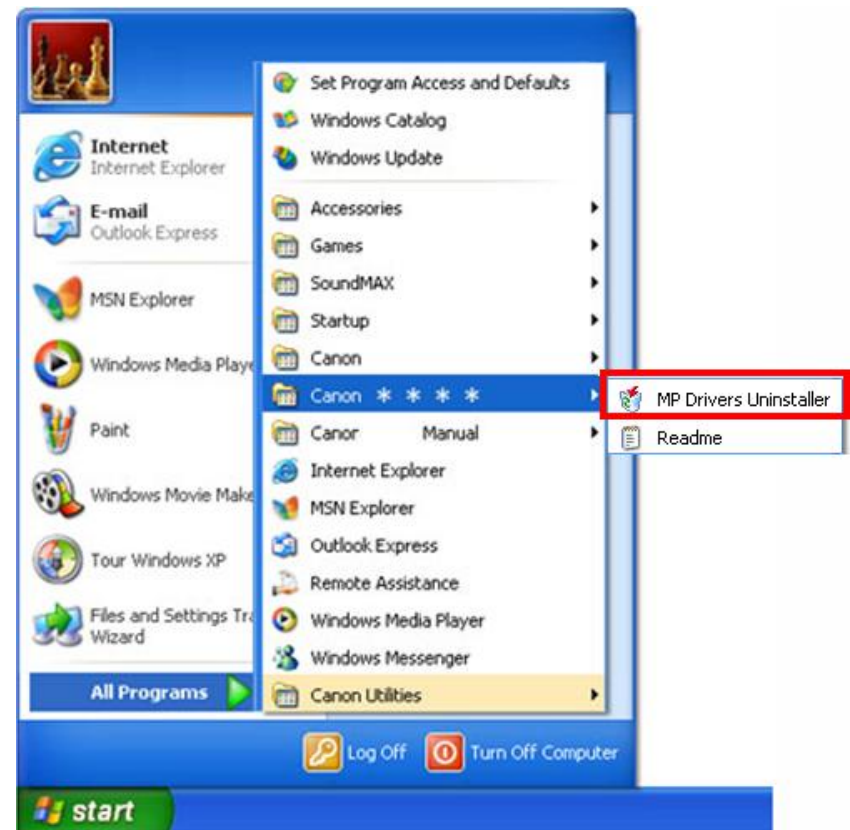 Internet
Internet Explorer
E-mail
Outlook Express
MSN Explorer
Windows Media Playe
Paint
Windows Movie Make
Tour Windows XP
Files and Settings Tra
Wizard
All Programs
Set Program Access and Defaults
Windows Catalog
Windows Update
Accessories
Games
SoundMAX
Startup
Canon
Canon * * * *
Canor Manual
Internet Explorer
MSN Explorer
Outlook Express
Remote Assistance
Windows Media Player
Windows Messenger
Canon Utilities
MP Drivers Uninstaller
Readme
Log Off
Turn Off Computer
start